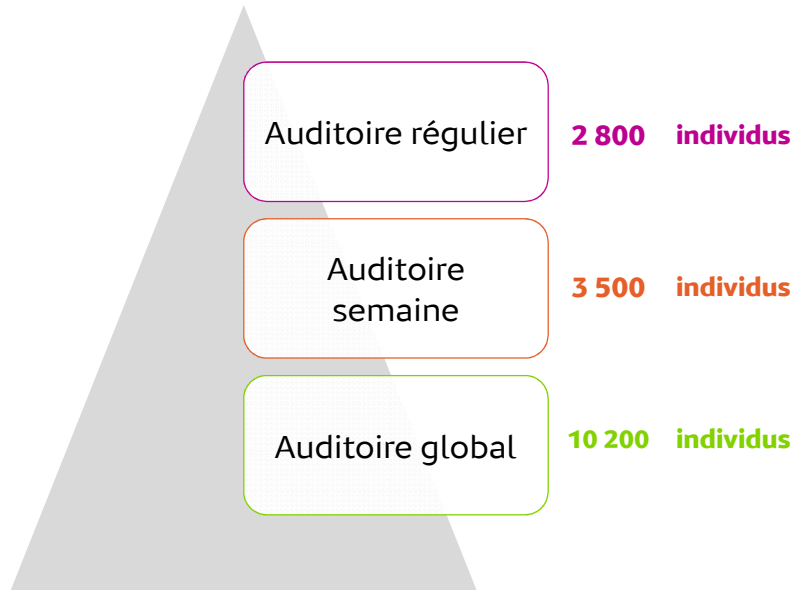 Auditoire régulier 2 800 individus
Auditoire
semaine
3 500 individus
Auditoire global 10 200 individus